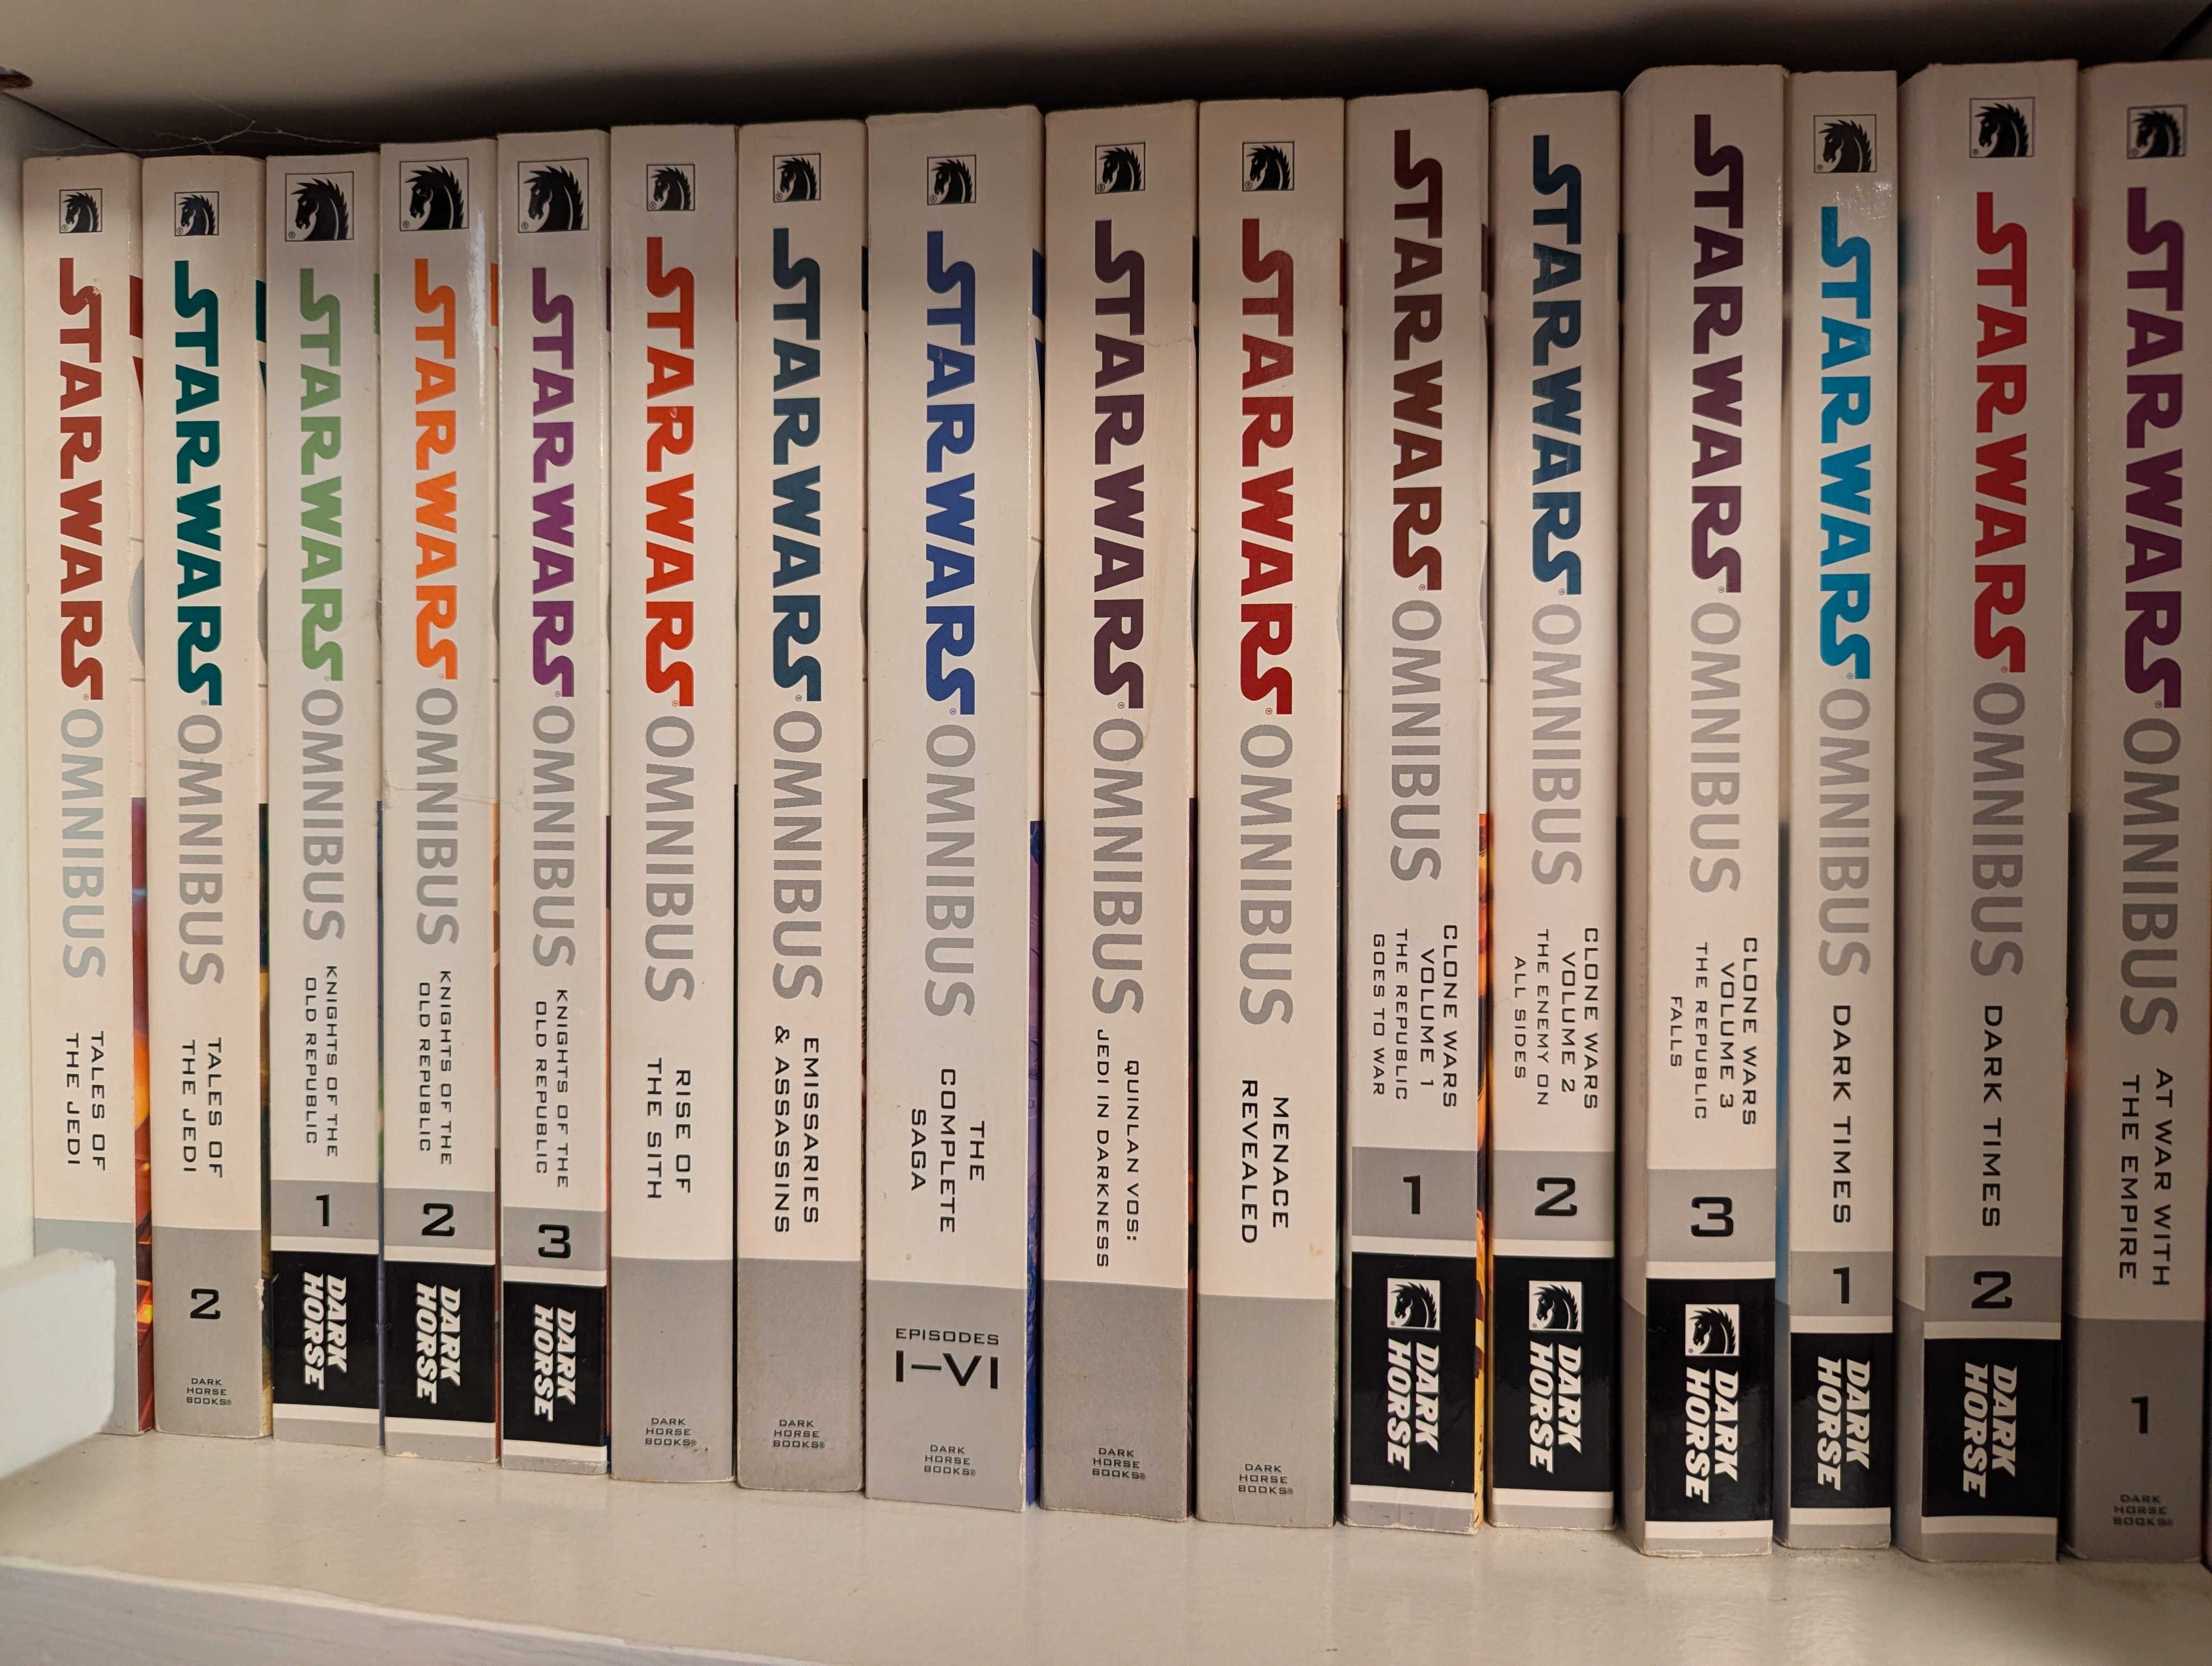 STAR WARS® OMNIBUS
TALES OF
THE JEDI
STAR WARS® OMNIBUS
TALES OF
THE JEDI
2
DARK
HORSE
BOOKS®
STAR WARS® OMNIBUS
KNIGHTS OF THE
OLD REPUBLIC
1
DARK
HORSE
STAR WARS® OMNIBUS
KNIGHTS OF THE
OLD REPUBLIC
2
DARK
HORSE
STAR WARS® OMNIBUS
KNIGHTS OF THE
OLD REPUBLIC
3
DARK
HORSE
STAR WARS® OMNIBUS
RISE OF
THE SITH
DARK
HORSE
BOOKS®
STAR WARS® OMNIBUS
EMISSARIES
& ASSASSINS
DARK
HORSE
BOOKS®
STAR WARS® OMNIBUS
THE
COMPLETE
SAGA
EPISODES
I–VI
DARK
HORSE
BOOKS®
STAR WARS® OMNIBUS
QUINLAN VOS:
JEDI IN DARKNESS
DARK
HORSE
BOOKS®
STAR WARS® OMNIBUS
MENACE
REVEALED
DARK
HORSE
BOOKS®
STAR WARS® OMNIBUS
CLONE WARS
VOLUME 1
THE REPUBLIC
GOES TO WAR
1
DARK
HORSE
STAR WARS® OMNIBUS
CLONE WARS
VOLUME 2
THE ENEMY ON
ALL SIDES
2
DARK
HORSE
STAR WARS® OMNIBUS
CLONE WARS
VOLUME 3
THE REPUBLIC
FALLS
3
DARK
HORSE
STAR WARS® OMNIBUS
DARK TIMES
1
DARK
HORSE
STAR WARS® OMNIBUS
DARK TIMES
2
DARK
HORSE
STAR WARS® OMNIBUS
AT WAR WITH
THE EMPIRE
1
DARK
HORSE
BOOKS®